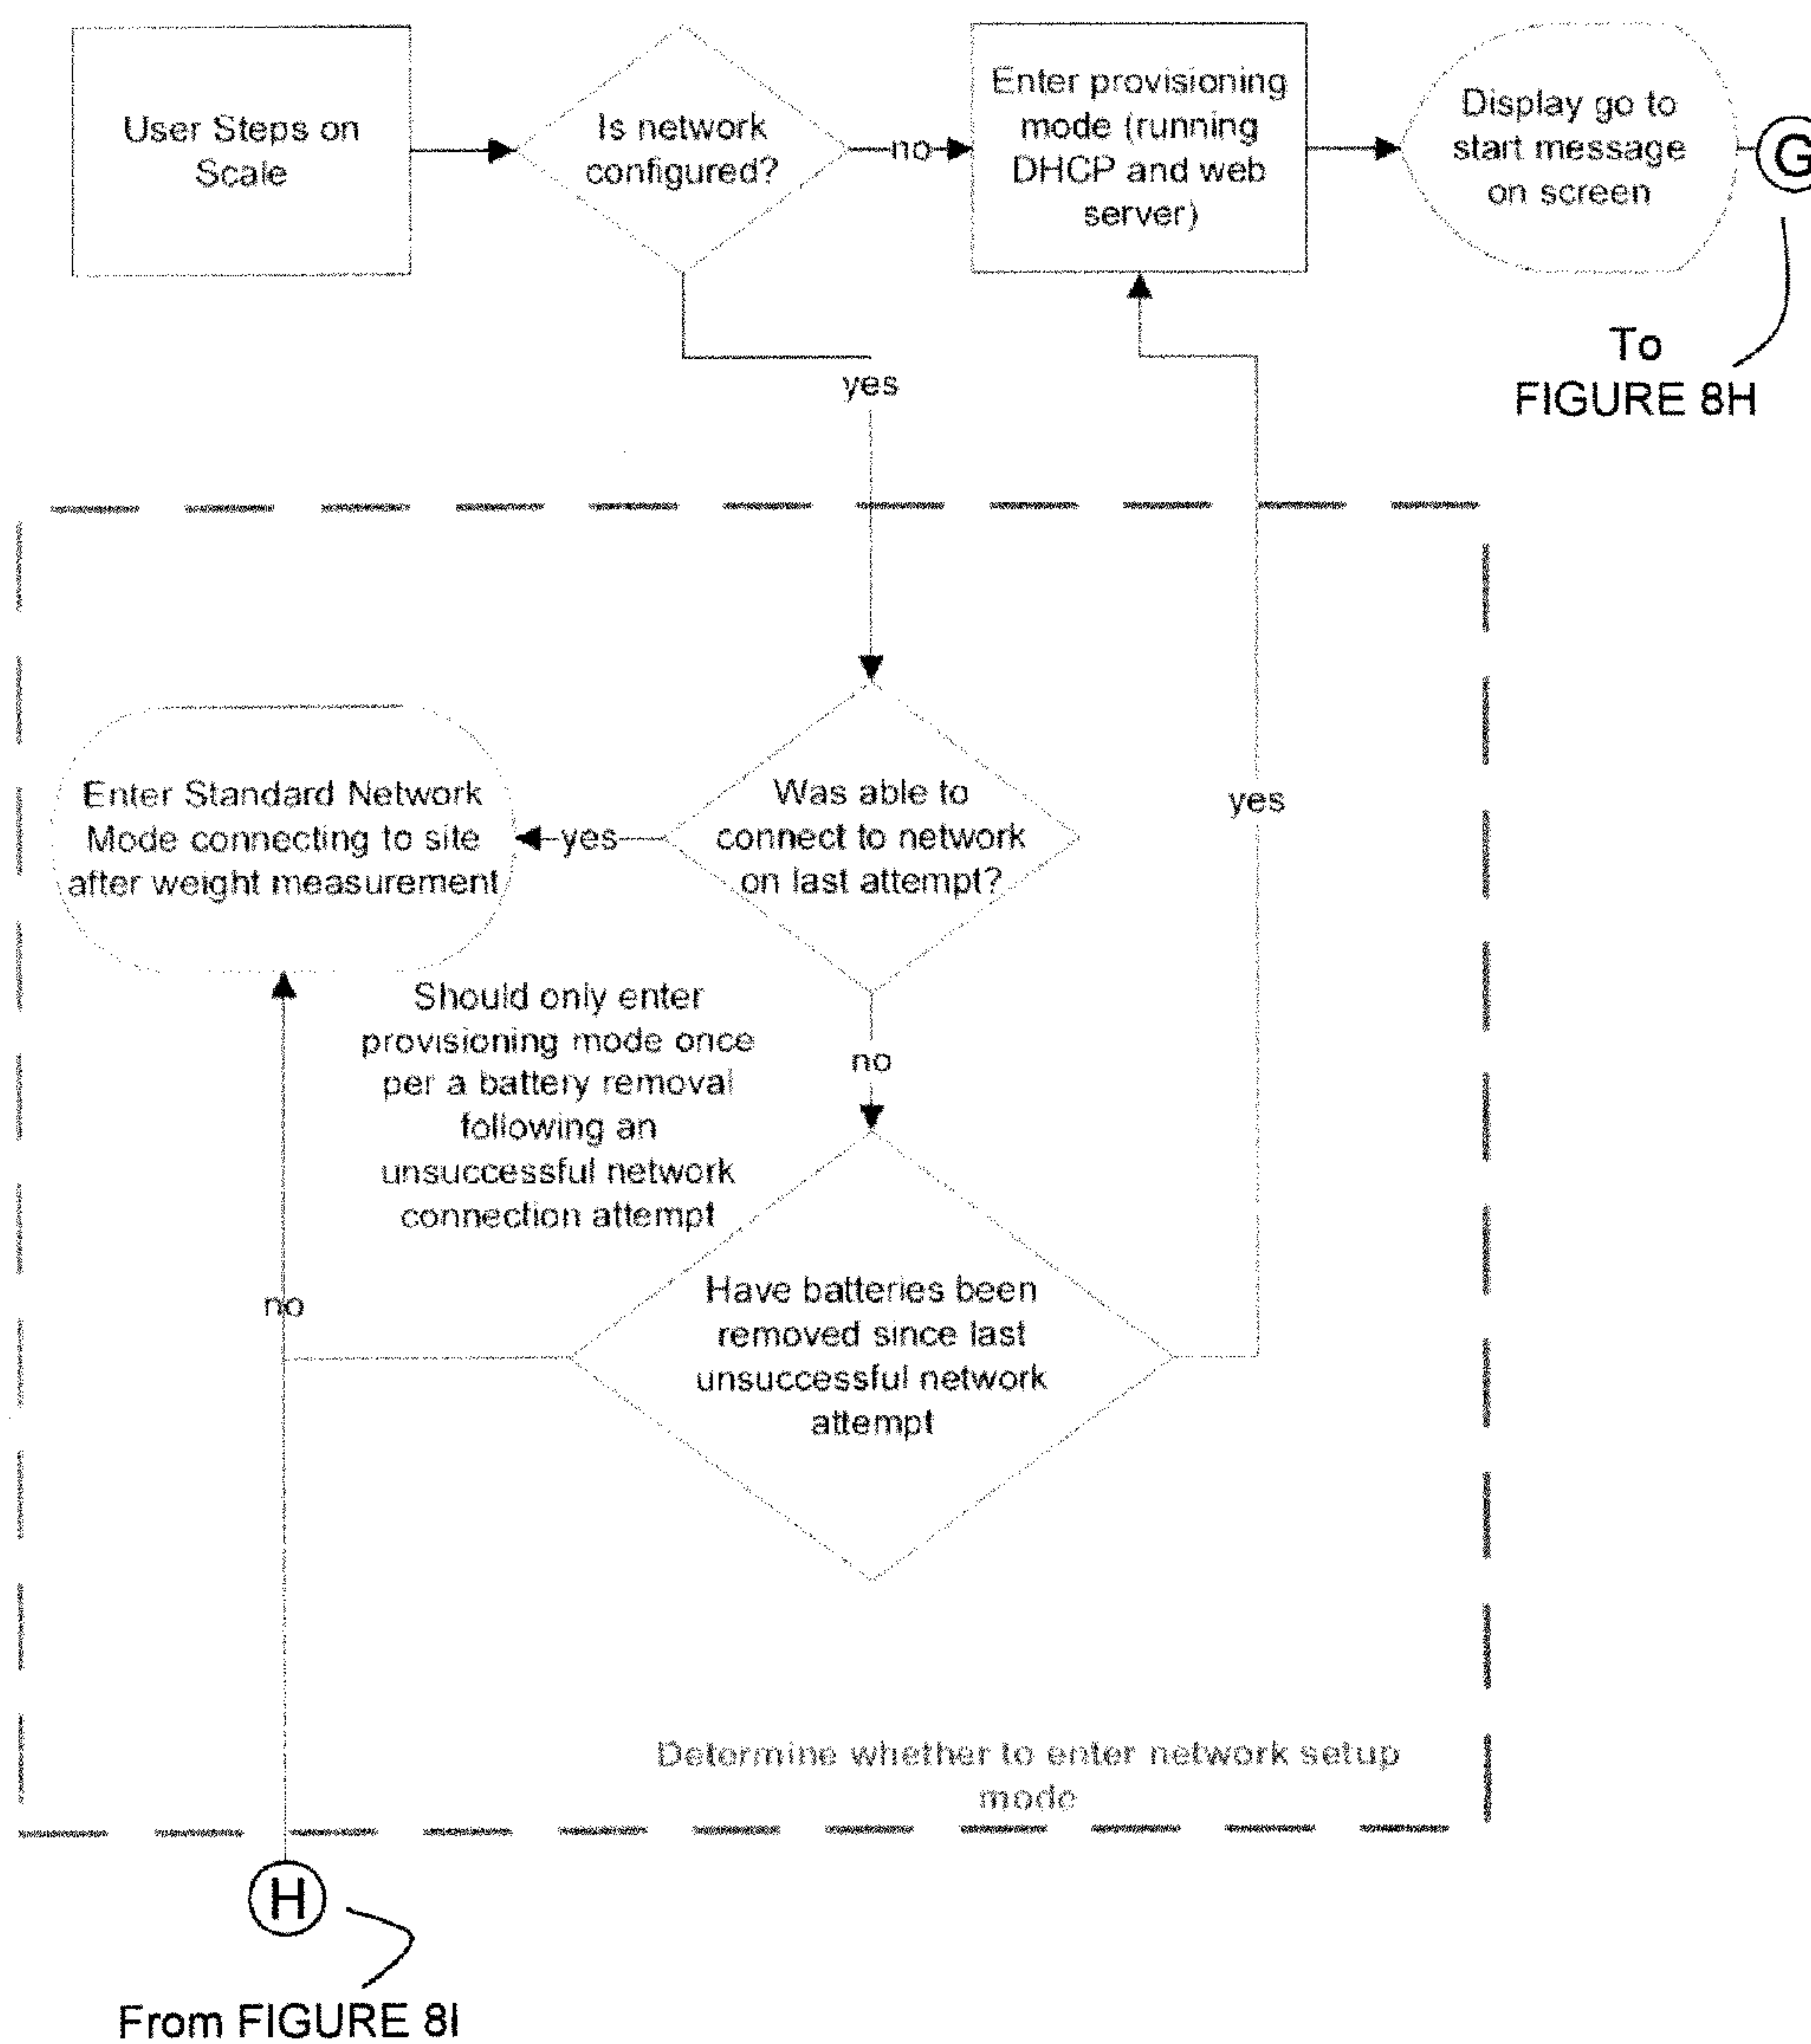 User Steps on
Scale
Is network
configured?
no
Enter provisioning
mode (running
DHCP and web
server)
Display go to
start message
on screen
G
To
FIGURE 8H
yes
Enter Standard Network
Mode connecting to site
after weight measurement
yes
Was able to
connect to network
on last attempt?
yes
Should only enter
provisioning mode once
per a battery removal
following an
unsuccessful network
connection attempt
no
no
Have batteries been
removed since last
unsuccessful network
attempt
Determine whether to enter network setup
mode
H
From FIGURE 8I